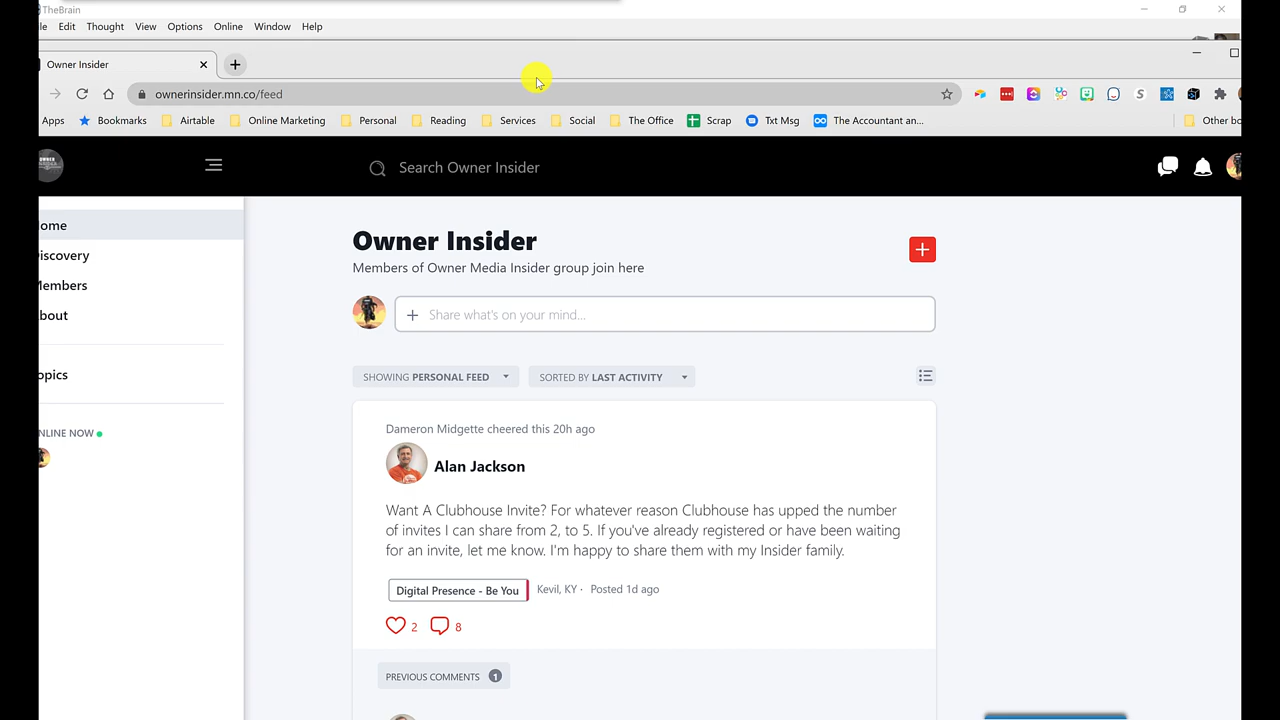 TheBrain
le Edit Thought View Options Online Window Help
Owner Insider
ownerinsider.mn.co/feed
Apps Bookmarks Airtable Online Marketing Personal Reading Services Social The Office Scrap Txt Msg The Accountant an... Other bo
OWNER INSIDER
Search Owner Insider
ome
iscovery
Members
bout
opics
NLINE NOW
Owner Insider
Members of Owner Media Insider group join here
Share what's on your mind...
SHOWING PERSONAL FEED SORTED BY LAST ACTIVITY
Dameron Midgette cheered this 20h ago
Alan Jackson
Want A Clubhouse Invite? For whatever reason Clubhouse has upped the number
of invites I can share from 2, to 5. If you've already registered or have been waiting
for an invite, let me know. I'm happy to share them with my Insider family.
Digital Presence - Be You Kevil, KY · Posted 1d ago
2 8
PREVIOUS COMMENTS 1